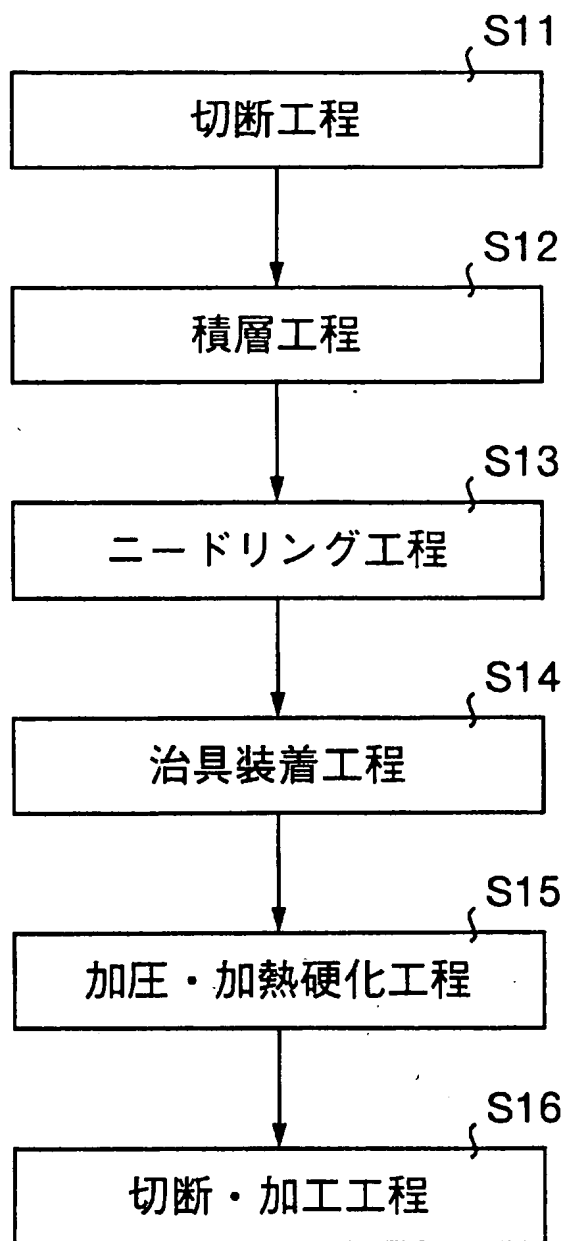 S11
切断工程
S12
積層工程
S13
ニードリング工程
S14
治具装着工程
S15
加圧・加熱硬化工程
S16
切断・加工工程